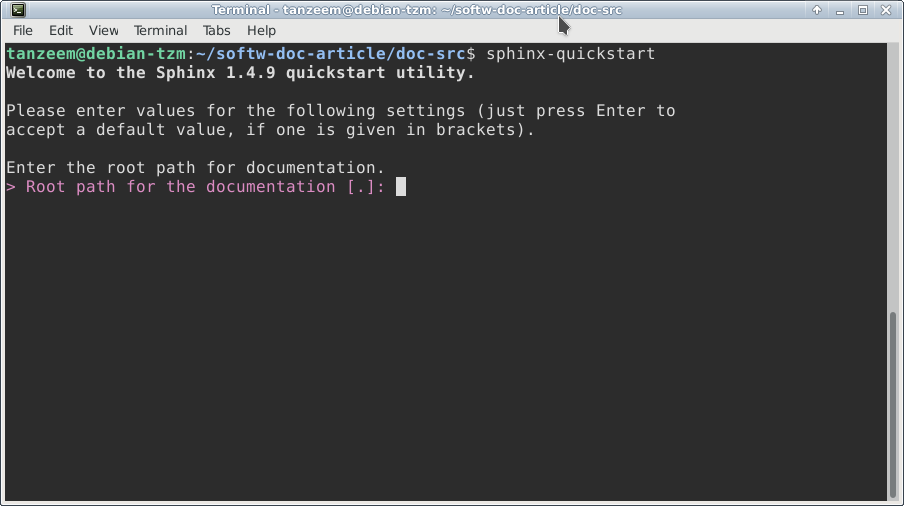 Terminal - tanzeem@debian-tzm: ~/softw-doc-article/doc-src
File Edit View Terminal Tabs Help
tanzeem@debian-tzm:~/softw-doc-article/doc-src$ sphinx-quickstart
Welcome to the Sphinx 1.4.9 quickstart utility.
Please enter values for the following settings (just press Enter to
accept a default value, if one is given in brackets).
Enter the root path for documentation.
> Root path for the documentation [.]: